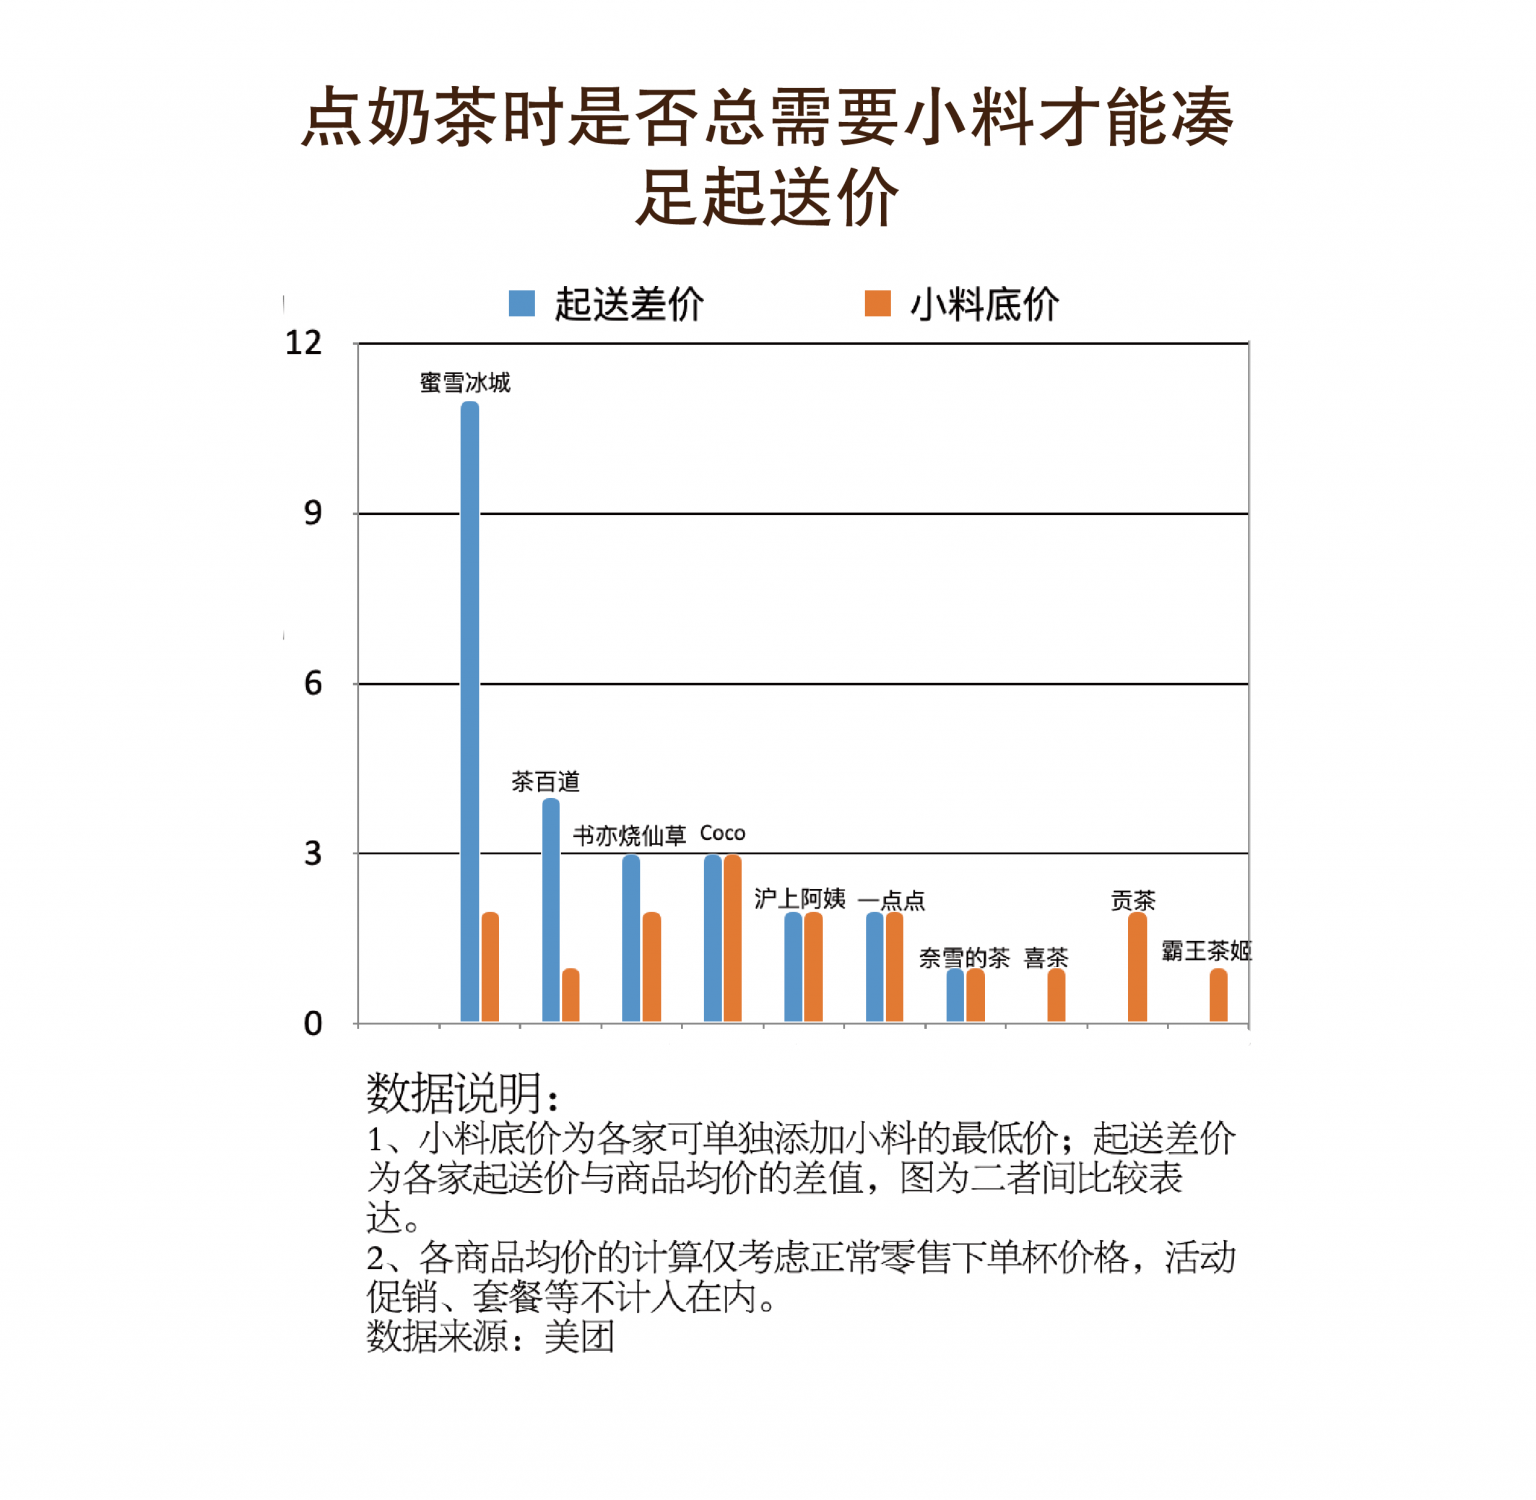 点奶茶时是否总需要小料才能凑
足起送价
起送差价 小料底价
12
蜜雪冰城
9
6
茶百道
书亦烧仙草 Coco
3
沪上阿姨 一点点 贡茶
奈雪的茶 喜茶 霸王茶姬
0
数据说明：
1、小料底价为各家可单独添加小料的最低价；起送差价
为各家起送价与商品均价的差值，图为二者间比较表
达。
2、各商品均价的计算仅考虑正常零售下单杯价格，活动
促销、套餐等不计入在内。
数据来源：美团